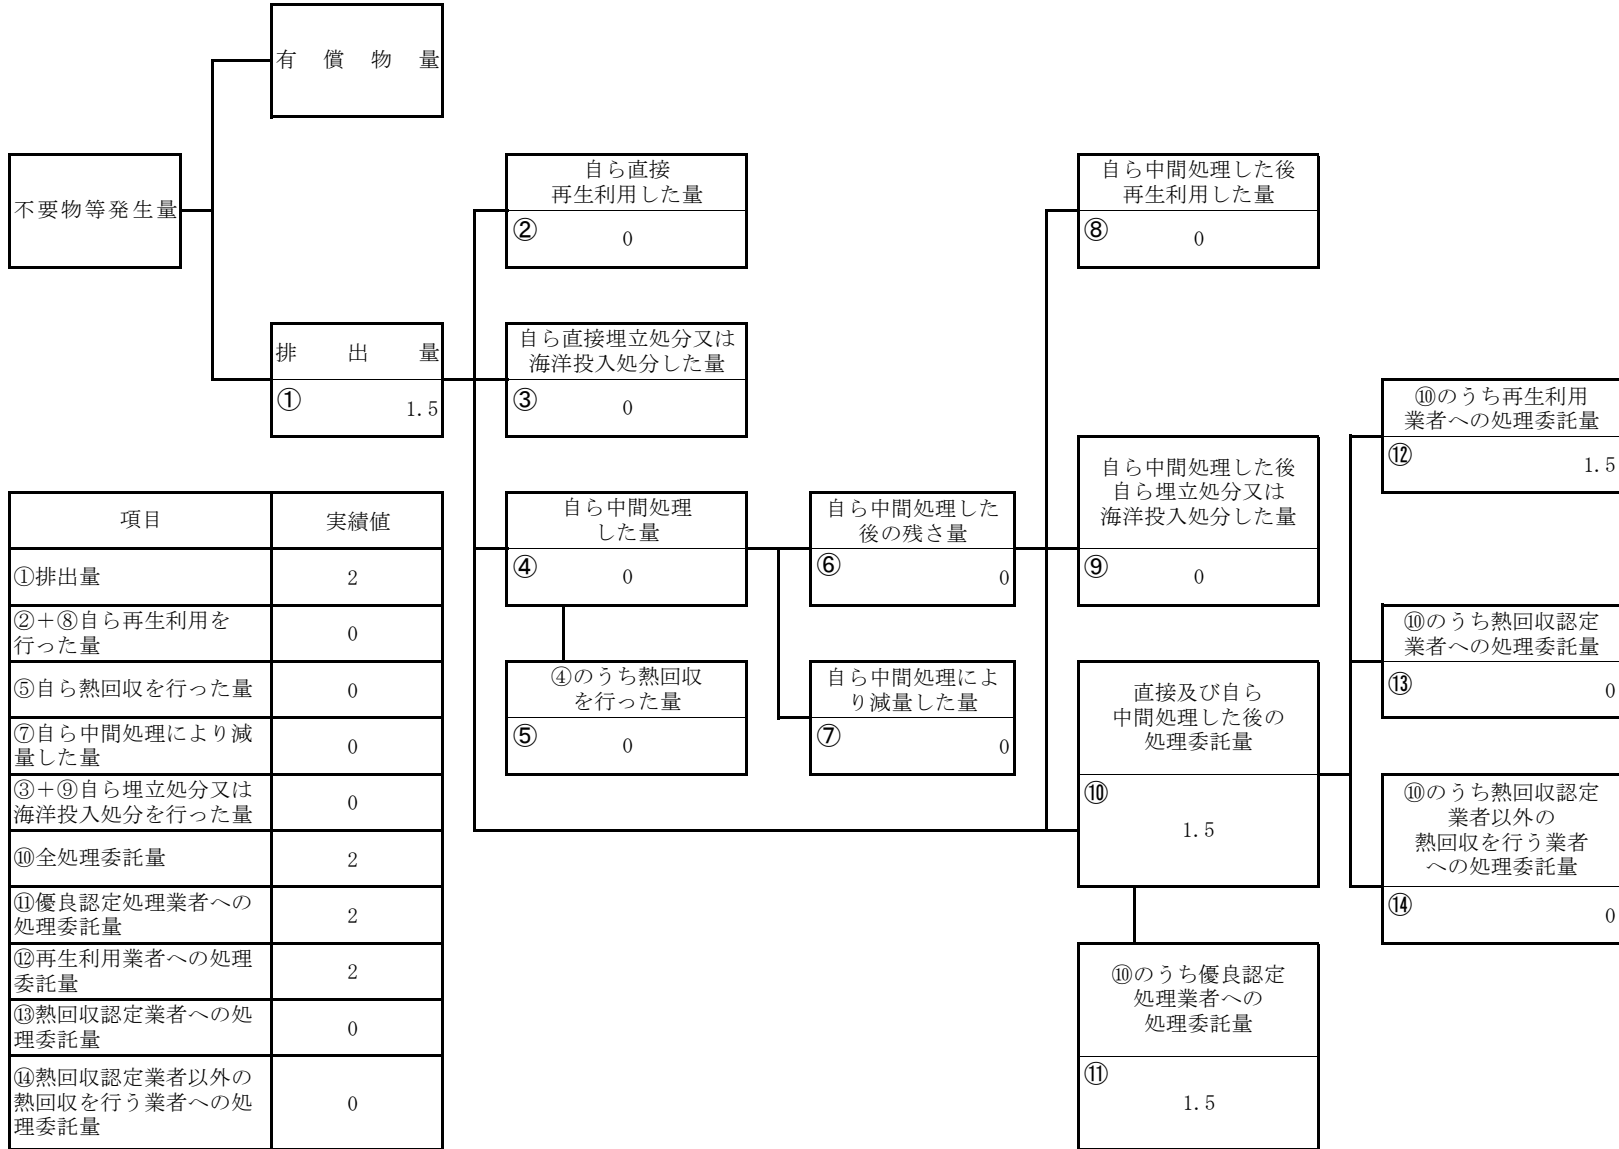 有償物量
不要物等発生量
排出量
①
1.5
自ら直接
再生利用した量
②
0
自ら直接埋立処分又は
海洋投入処分した量
③
0
自ら中間処理
した量
④
0
④のうち熱回収
を行った量
⑤
0
自ら中間処理した
後の残さ量
⑥
0
自ら中間処理によ
り減量した量
⑦
0
自ら中間処理した後
再生利用した量
⑧
0
自ら中間処理した後
自ら埋立処分又は
海洋投入処分した量
⑨
0
直接及び自ら
中間処理した後の
処理委託量
⑩
1.5
⑩のうち優良認定
処理業者への
処理委託量
⑪
1.5
⑩のうち再生利用
業者への処理委託量
⑫
1.5
⑩のうち熱回収認定
業者への処理委託量
⑬
0
⑩のうち熱回収認定
業者以外の
熱回収を行う業者
への処理委託量
⑭
0
項目
実績値
①排出量
2
②+⑧自ら再生利用を
行った量
0
⑤自ら熱回収を行った量
0
⑦自ら中間処理により減
量した量
0
③+⑨自ら埋立処分又は
海洋投入処分を行った量
0
⑩全処理委託量
2
⑪優良認定処理業者への
処理委託量
2
⑫再生利用業者への処理
委託量
2
⑬熱回収認定業者への処
理委託量
0
⑭熱回収認定業者以外の
熱回収を行う業者への処
理委託量
0